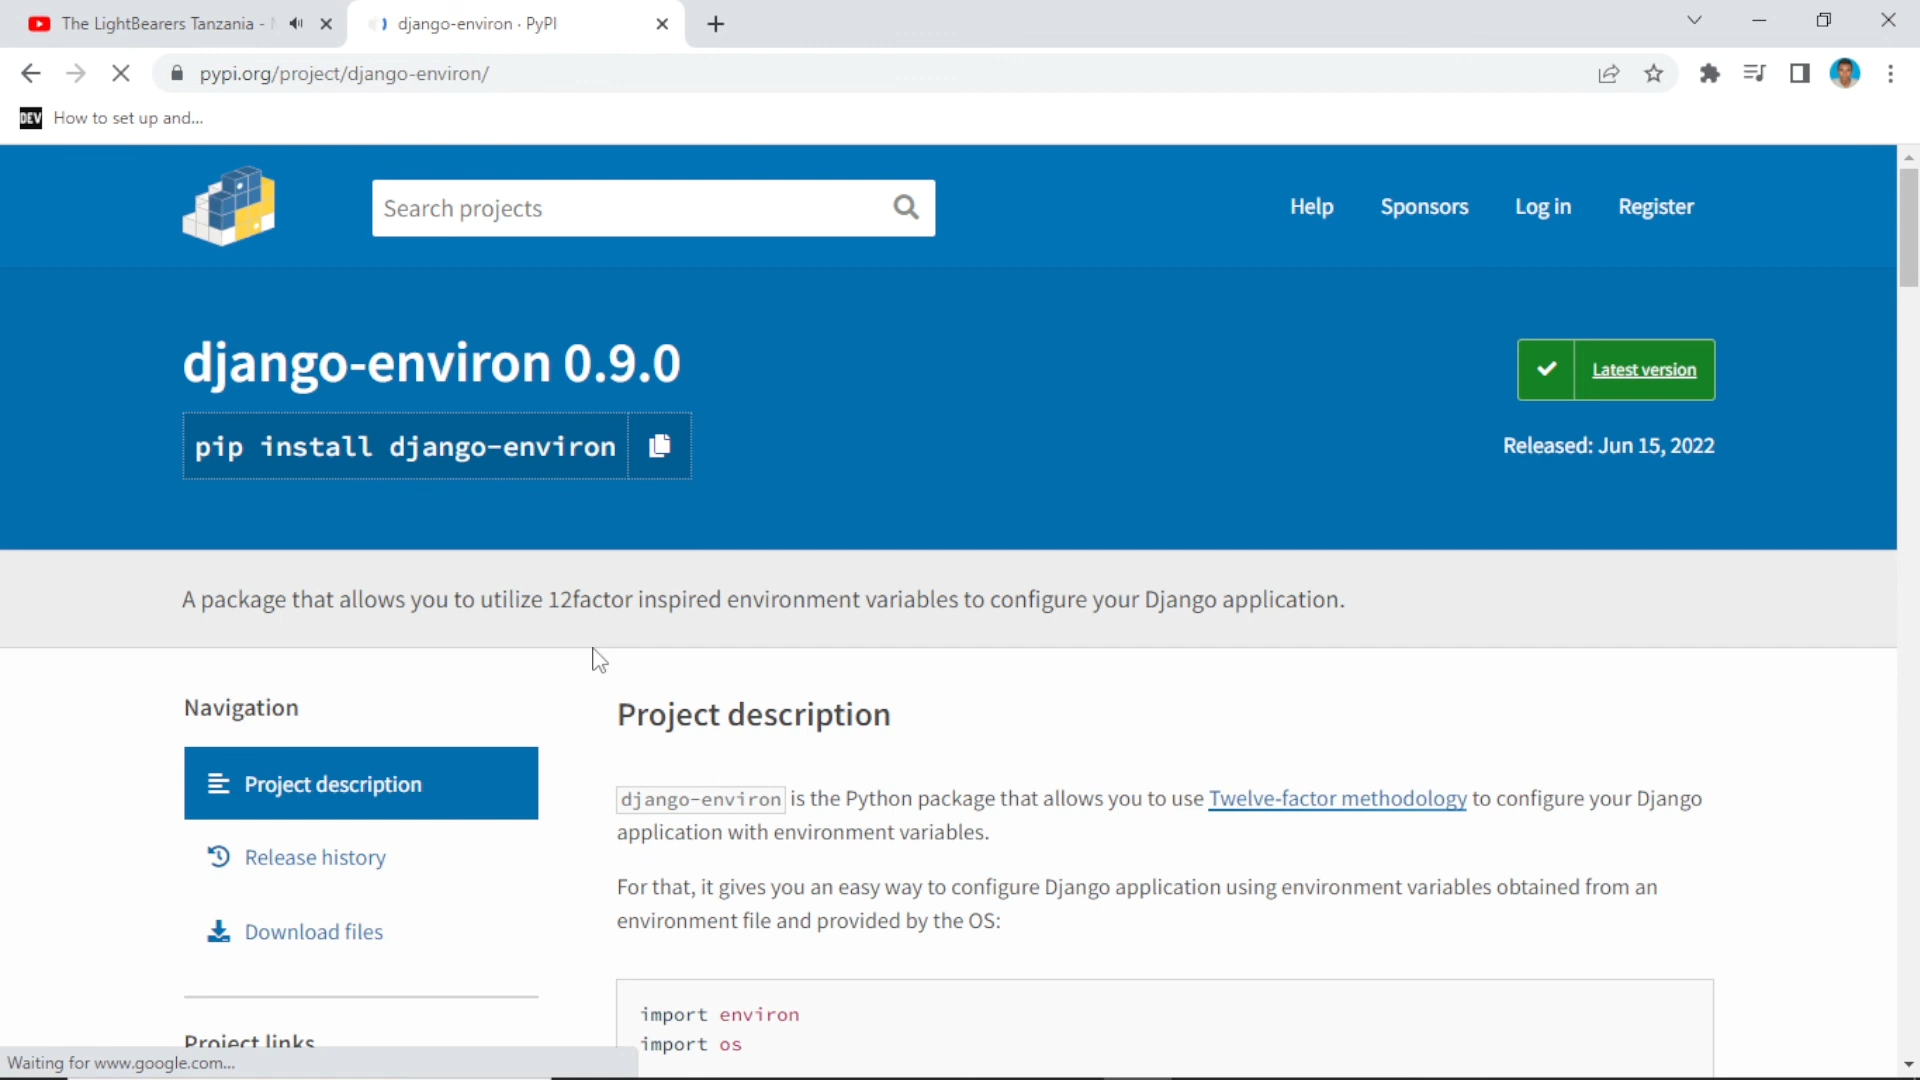 The LightBearers Tanzania -
django-environ · PyPI
pypi.org/project/django-environ/
DEV How to set up and...
Search projects
Help Sponsors Log in Register
django-environ 0.9.0
Latest version
pip install django-environ
Released: Jun 15, 2022
A package that allows you to utilize 12factor inspired environment variables to configure your Django application.
Navigation
Project description
Release history
Download files
Project links
Project description
django-environ is the Python package that allows you to use Twelve-factor methodology to configure your Django
application with environment variables.
For that, it gives you an easy way to configure Django application using environment variables obtained from an
environment file and provided by the OS:
import environ
import os
Waiting for www.google.com...